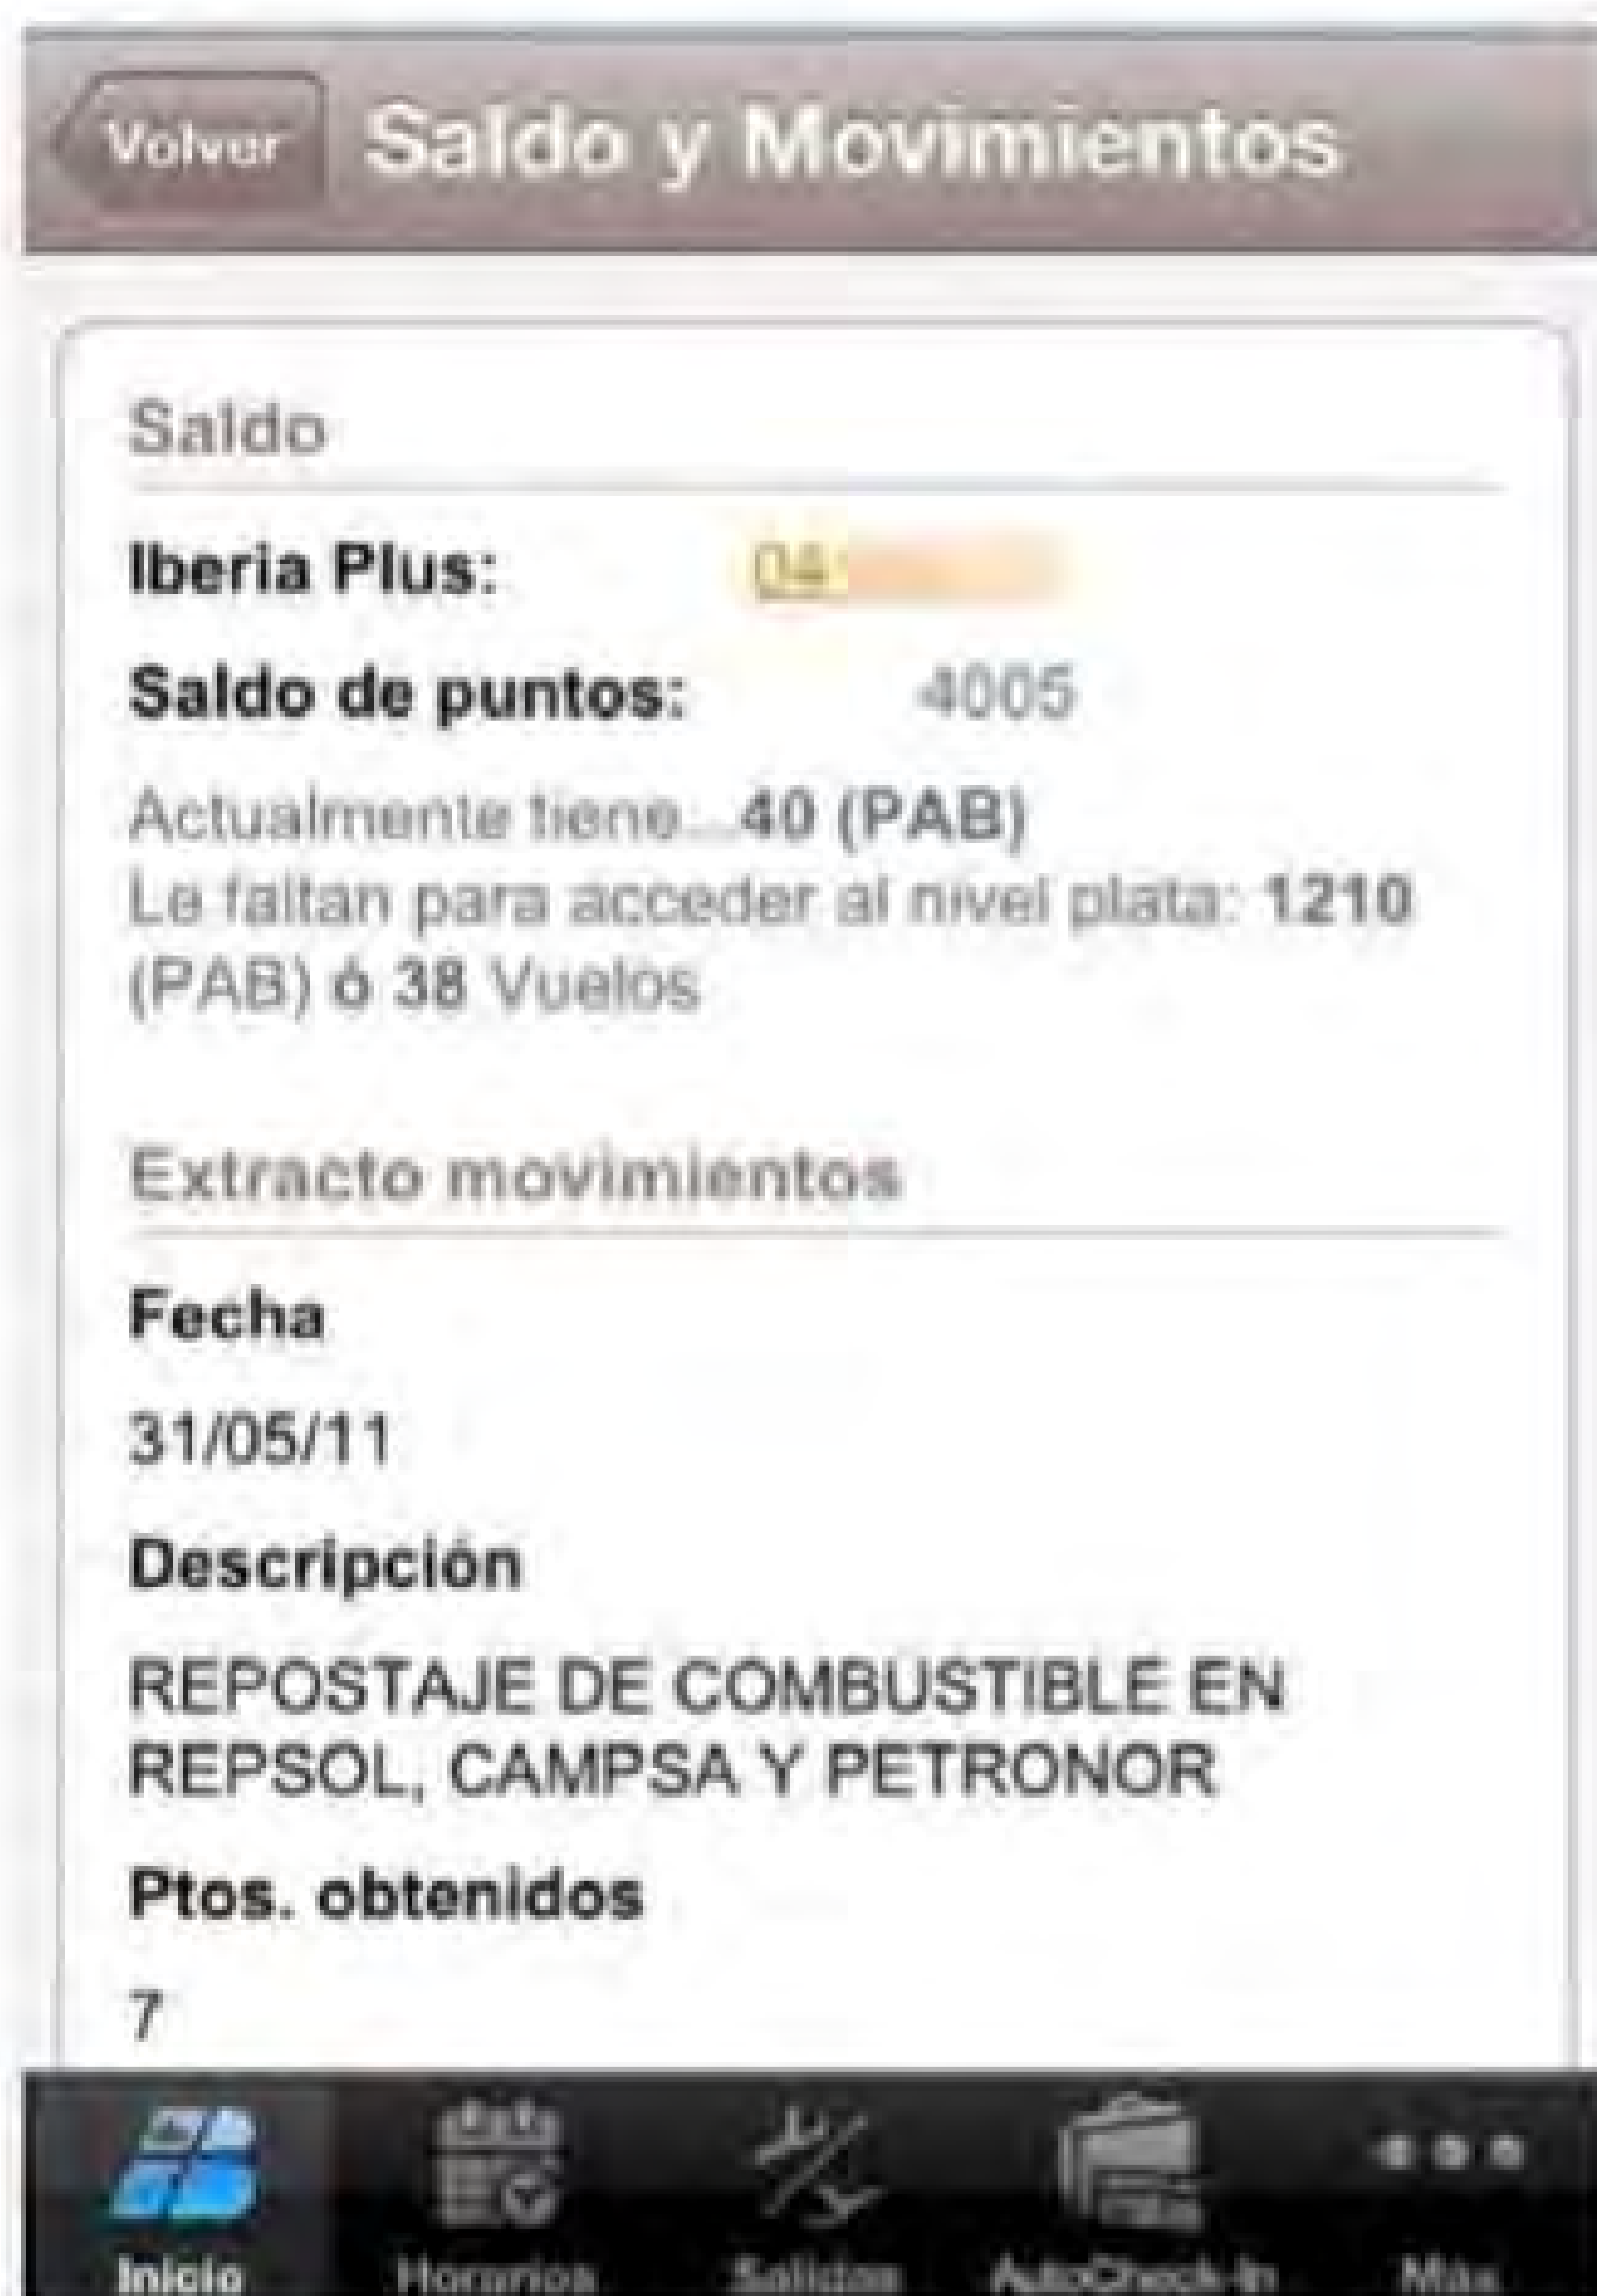 Volver
Saldo y Movimientos
Saldo
Iberia Plus: 04
Saldo de puntos: 4005
Actualmente tiene...40 (PAB)
Le faltan para acceder al nivel plata: 1210
(PAB) ó 38 Vuelos
Extracto movimientos
Fecha
31/05/11
Descripción
REPOSTAJE DE COMBUSTIBLE EN
REPSOL, CAMPSA Y PETRONOR
Ptos. obtenidos
7
Inicio Horarios Salidas AutoCheck-in Más